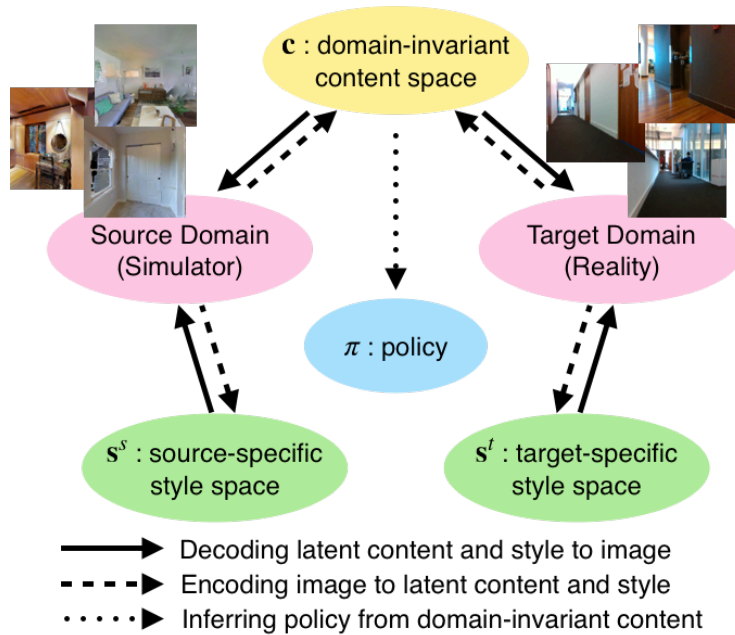 c : domain-invariant
content space
Source Domain
(Simulator)
Target Domain
(Reality)
π : policy
sˢ : source-specific
style space
sᵗ : target-specific
style space
Decoding latent content and style to image
Encoding image to latent content and style
Inferring policy from domain-invariant content